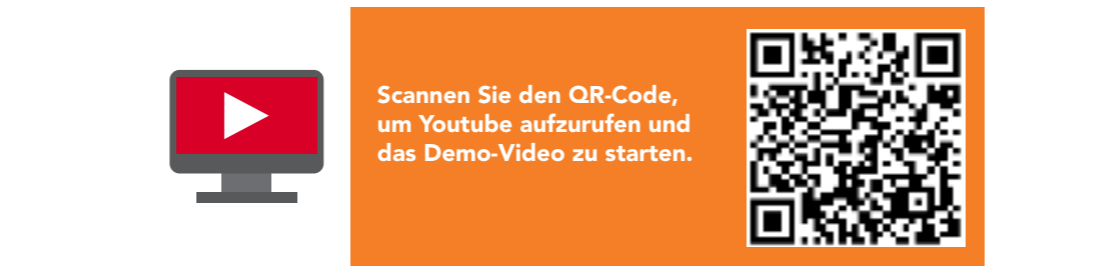 Scannen Sie den QR-Code,
um Youtube aufzurufen und
das Demo-Video zu starten.